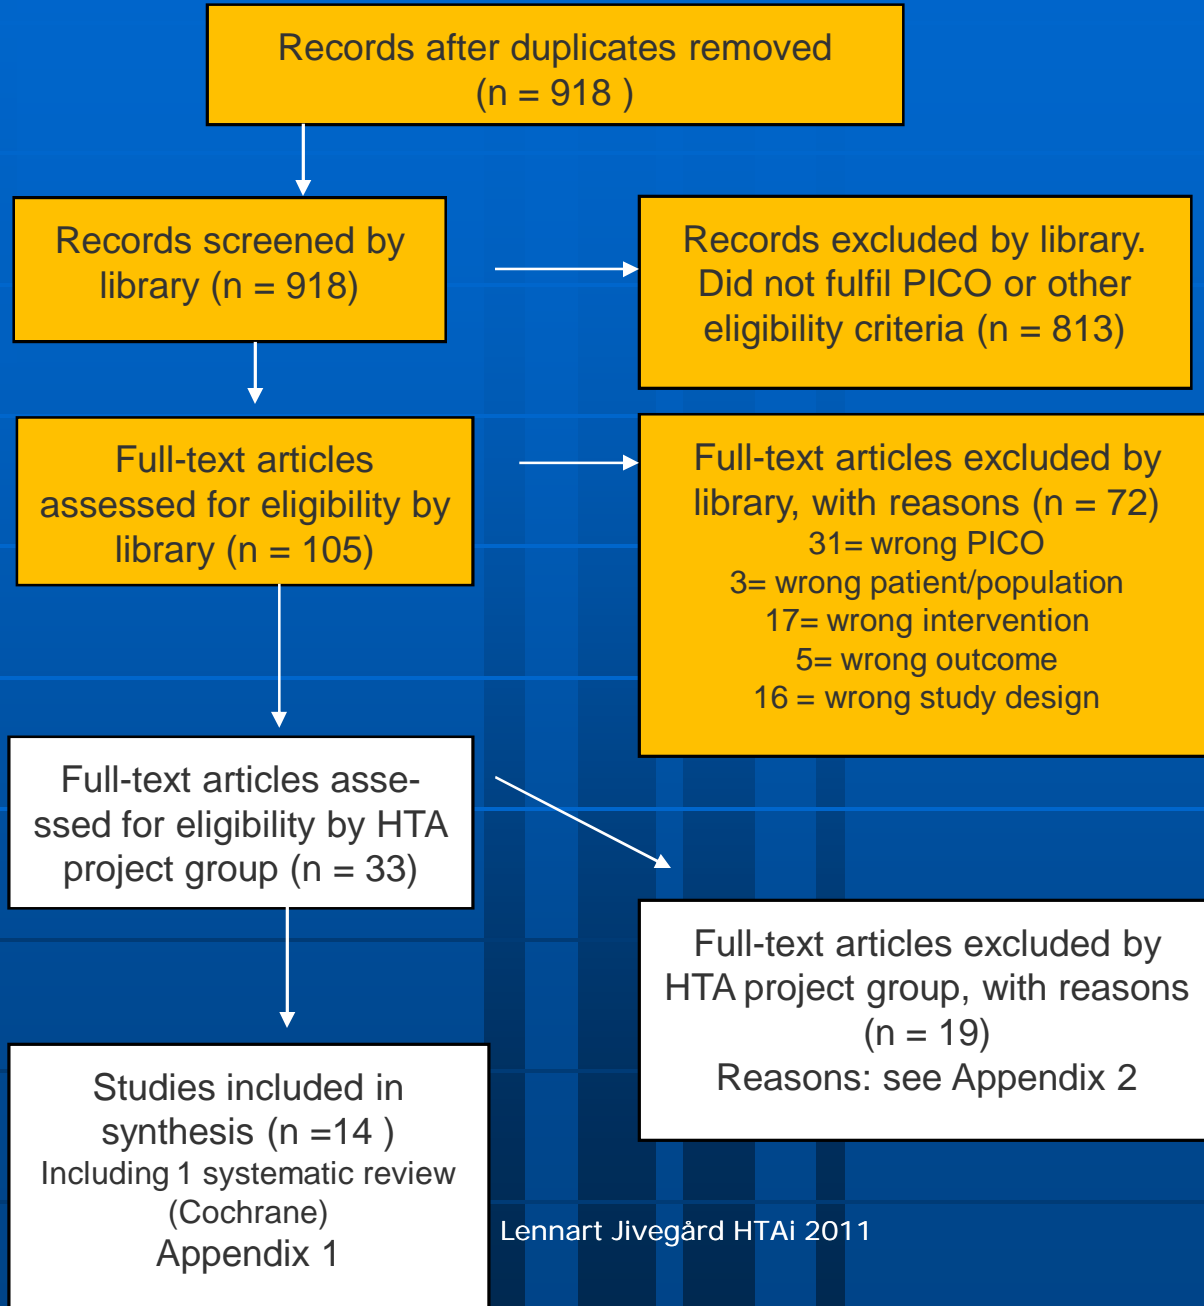 Records after duplicates removed
(n = 918 )
Records screened by
library (n = 918)
Records excluded by library.
Did not fulfil PICO or other
eligibility criteria (n = 813)
Full-text articles
assessed for eligibility by
library (n = 105)
Full-text articles excluded by
library, with reasons (n = 72)
31= wrong PICO
3= wrong patient/population
17= wrong intervention
5= wrong outcome
16 = wrong study design
Full-text articles asse-
ssed for eligibility by HTA
project group (n = 33)
Full-text articles excluded by
HTA project group, with reasons
(n = 19)
Reasons: see Appendix 2
Studies included in
synthesis (n =14 )
Including 1 systematic review
(Cochrane)
Appendix 1
Lennart Jivegård HTAi 2011